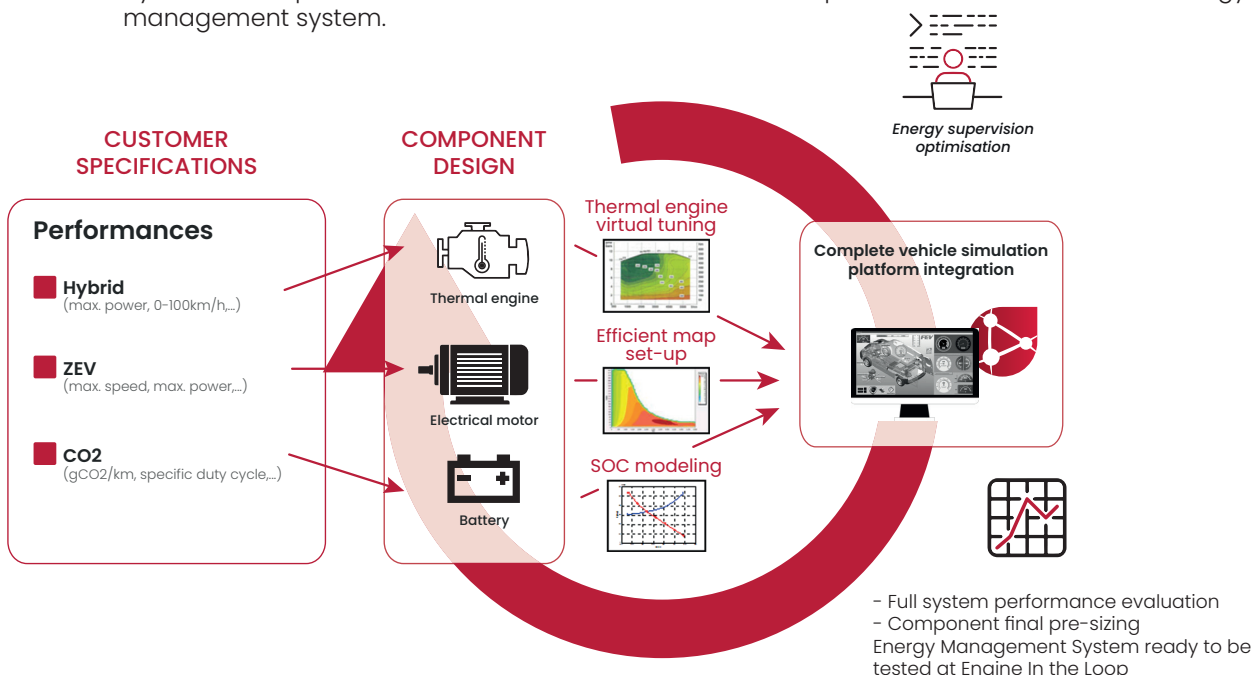 management system.
Energy supervision
optimisation
CUSTOMER
SPECIFICATIONS
COMPONENT
DESIGN
Performances
Hybrid
(max. power, 0-100km/h,...)
ZEV
(max. speed, max. power,...)
CO2
(gCO2/km, specific duty cycle,...)
Thermal engine
Electrical motor
Battery
Thermal engine
virtual tuning
Efficient map
set-up
SOC modeling
Complete vehicle simulation
platform integration
- Full system performance evaluation
- Component final pre-sizing
Energy Management System ready to be
tested at Engine In the Loop